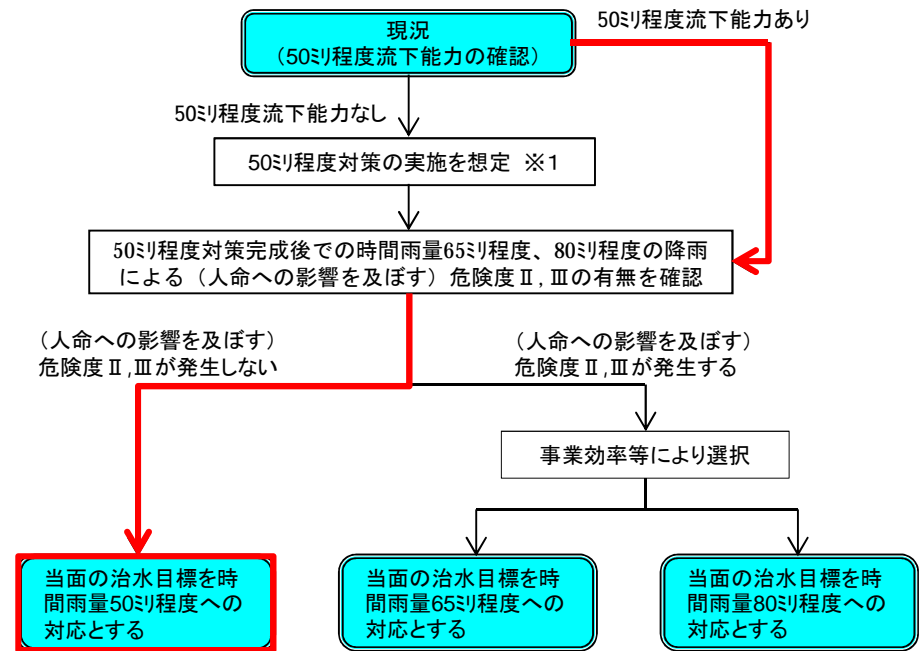 50ミリ程度流下能力あり
現況
（50ミリ程度流下能力の確認）
50ミリ程度流下能力なし
50ミリ程度対策の実施を想定 ※1
50ミリ程度対策完成後での時間雨量65ミリ程度、80ミリ程度の降雨
による（人命への影響を及ぼす）危険度Ⅱ,Ⅲの有無を確認
（人命への影響を及ぼす）
危険度Ⅱ,Ⅲが発生しない
（人命への影響を及ぼす）
危険度Ⅱ,Ⅲが発生する
事業効率等により選択
当面の治水目標を時
間雨量50ミリ程度への
対応とする
当面の治水目標を時
間雨量65ミリ程度への
対応とする
当面の治水目標を時
間雨量80ミリ程度への
対応とする